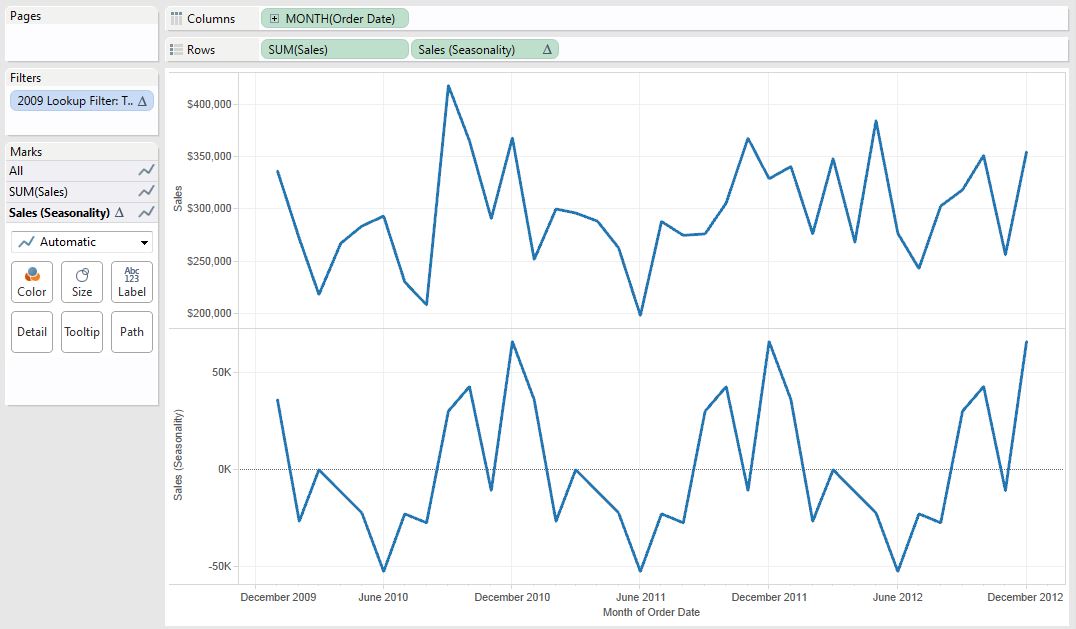 Pages
Columns
MONTH(Order Date)
Rows
SUM(Sales)
Sales (Seasonality) Δ
Filters
2009 Lookup Filter: T.. Δ
Marks
All
SUM(Sales)
Sales (Seasonality) Δ
Automatic
Abc
123
Color Size Label
Detail Tooltip Path
$400,000
$350,000
$300,000
$250,000
$200,000
Sales
50K
0K
-50K
Sales (Seasonality)
December 2009 June 2010 December 2010 June 2011 December 2011 June 2012 December 2012
Month of Order Date